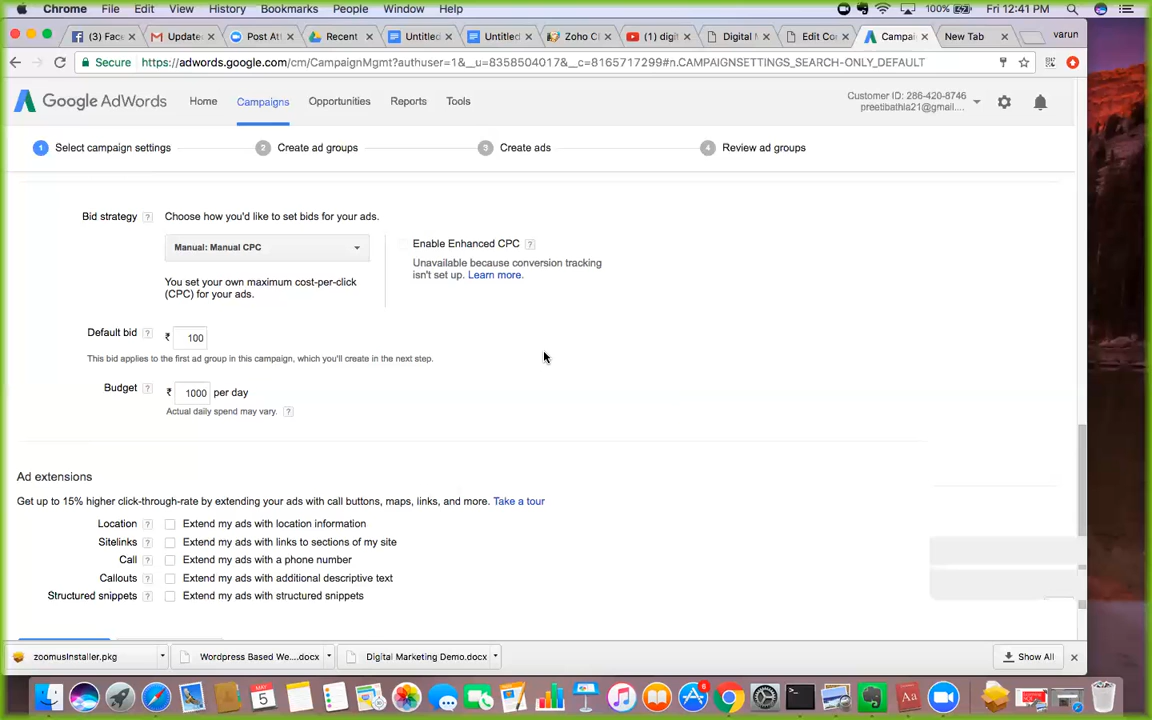 Chrome File Edit View History Bookmarks People Window Help 100% Fri 12:41 PM
(3) Fac Update Post Att Recent Untitled Untitled Zoho C (1) digit Digital Edit Co Campai New Tab varun
Secure https://adwords.google.com/cm/CampaignMgmt?authuser=1&__u=8358504017&__c=8165717299#n.CAMPAIGNSETTINGS_SEARCH-ONLY_DEFAULT
Google AdWords Home Campaigns Opportunities Reports Tools
Customer ID: 286-420-8746
preetibathla21@gmail....
1 Select campaign settings 2 Create ad groups 3 Create ads 4 Review ad groups
Bid strategy ? Choose how you'd like to set bids for your ads.
Manual: Manual CPC
Enable Enhanced CPC ?
Unavailable because conversion tracking
isn't set up. Learn more.
You set your own maximum cost-per-click
(CPC) for your ads.
Default bid ? ₹ 100
This bid applies to the first ad group in this campaign, which you'll create in the next step.
Budget ? ₹ 1000 per day
Actual daily spend may vary. ?
Ad extensions
Get up to 15% higher click-through-rate by extending your ads with call buttons, maps, links, and more. Take a tour
Location ? Extend my ads with location information
Sitelinks ? Extend my ads with links to sections of my site
Call ? Extend my ads with a phone number
Callouts ? Extend my ads with additional descriptive text
Structured snippets ? Extend my ads with structured snippets
zoomusInstaller.pkg Wordpress Based We....docx Digital Marketing Demo.docx Show All
MAY
5